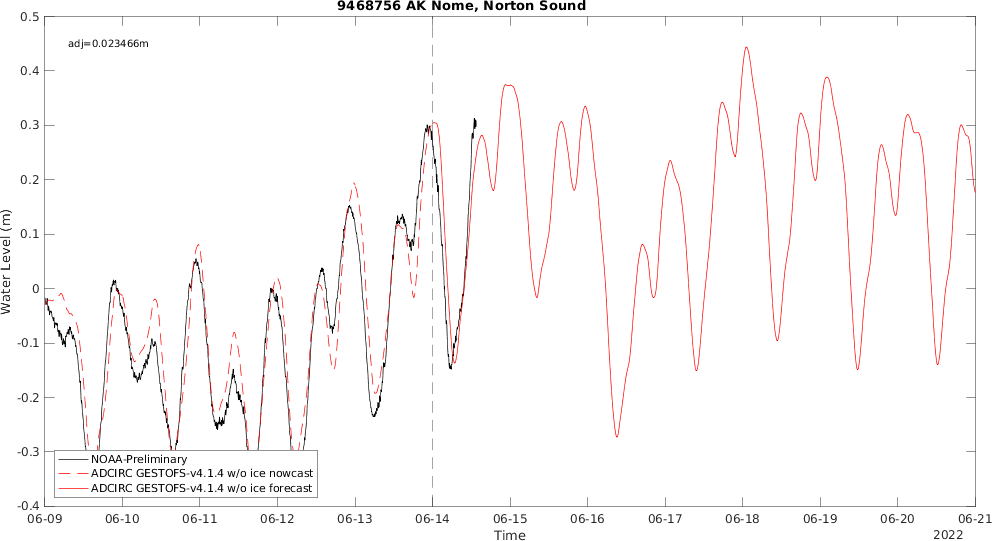 9468756 AK Nome, Norton Sound
adj=0.023466m
0.5
0.4
0.3
0.2
0.1
0
-0.1
-0.2
-0.3
-0.4
Water Level (m)
NOAA-Preliminary
ADCIRC GESTOFS-v4.1.4 w/o ice nowcast
ADCIRC GESTOFS-v4.1.4 w/o ice forecast
06-09 06-10 06-11 06-12 06-13 06-14 06-15 06-16 06-17 06-18 06-19 06-20 06-21
Time
2022